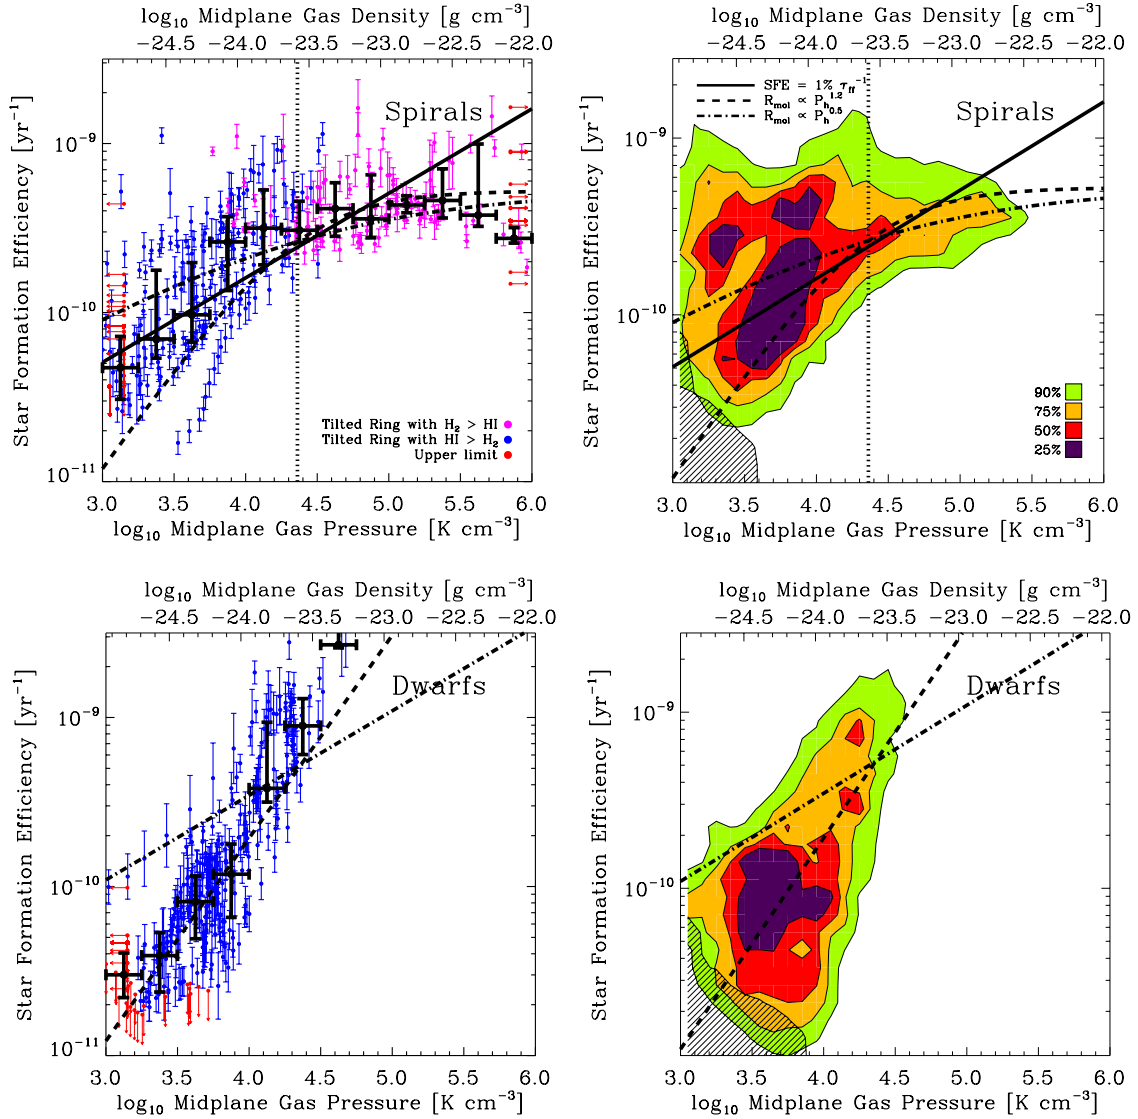 log₁₀ Midplane Gas Density [g cm⁻³]
−24.5 −24.0 −23.5 −23.0 −22.5 −22.0
Star Formation Efficiency [yr⁻¹]
10⁻⁹
10⁻¹⁰
10⁻¹¹
Spirals
Tilted Ring with H₂ > HI
Tilted Ring with HI > H₂
Upper limit
3.0 3.5 4.0 4.5 5.0 5.5 6.0
log₁₀ Midplane Gas Pressure [K cm⁻³]
log₁₀ Midplane Gas Density [g cm⁻³]
−24.5 −24.0 −23.5 −23.0 −22.5 −22.0
Star Formation Efficiency [yr⁻¹]
10⁻⁹
10⁻¹⁰
SFE = 1% τ_ff⁻¹
R_mol ∝ P_h^1.2
R_mol ∝ P_h^0.5
Spirals
90%
75%
50%
25%
3.0 3.5 4.0 4.5 5.0 5.5 6.0
log₁₀ Midplane Gas Pressure [K cm⁻³]
log₁₀ Midplane Gas Density [g cm⁻³]
−24.5 −24.0 −23.5 −23.0 −22.5 −22.0
Star Formation Efficiency [yr⁻¹]
10⁻⁹
10⁻¹⁰
10⁻¹¹
Dwarfs
3.0 3.5 4.0 4.5 5.0 5.5 6.0
log₁₀ Midplane Gas Pressure [K cm⁻³]
log₁₀ Midplane Gas Density [g cm⁻³]
−24.5 −24.0 −23.5 −23.0 −22.5 −22.0
Star Formation Efficiency [yr⁻¹]
10⁻⁹
10⁻¹⁰
Dwarfs
3.0 3.5 4.0 4.5 5.0 5.5 6.0
log₁₀ Midplane Gas Pressure [K cm⁻³]